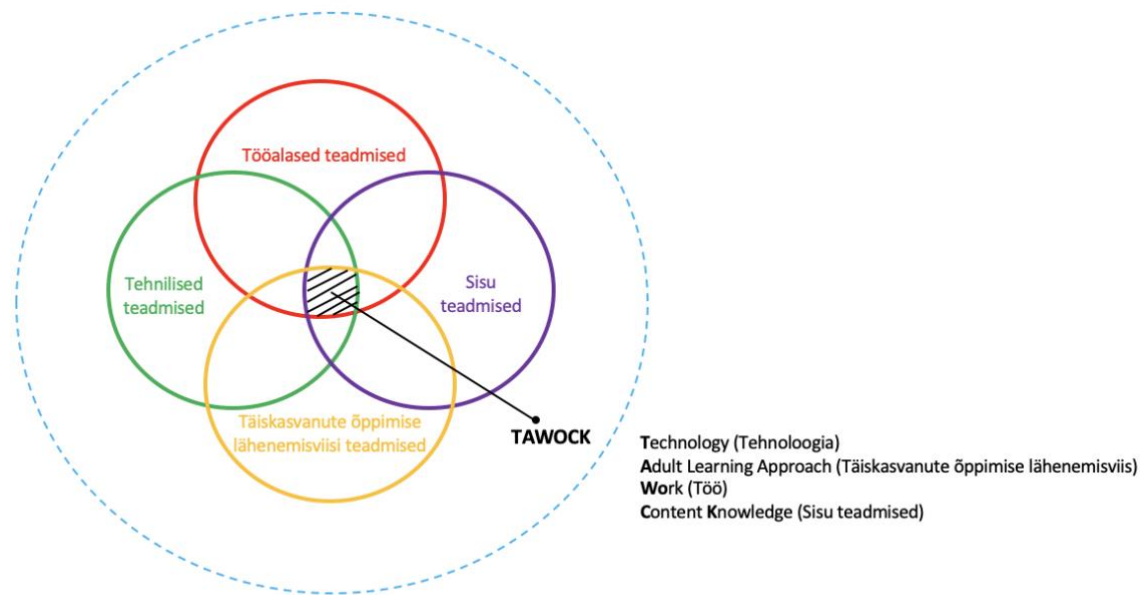 Tööalased teadmised
Tehnilised
teadmised
Sisu
teadmised
Täiskasvanute õppimise
lähenemisviisi teadmised
TAWOCK
Technology (Tehnoloogia)
Adult Learning Approach (Täiskasvanute õppimise lähenemisviis)
Work (Töö)
Content Knowledge (Sisu teadmised)